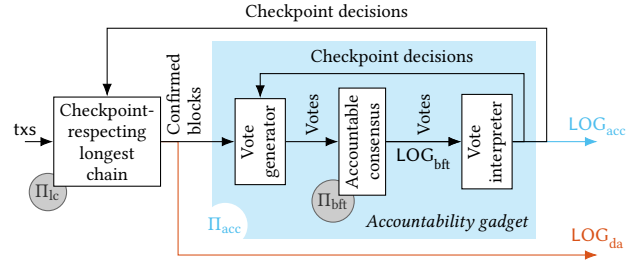 Checkpoint decisions
Checkpoint decisions
txs
Checkpoint-
respecting
longest
chain
Π_lc
Confirmed
blocks
Vote
generator
Votes
Accountable
consensus
Π_bft
Votes
LOG_bft
Vote
interpreter
LOG_acc
Π_acc
Accountability gadget
LOG_da